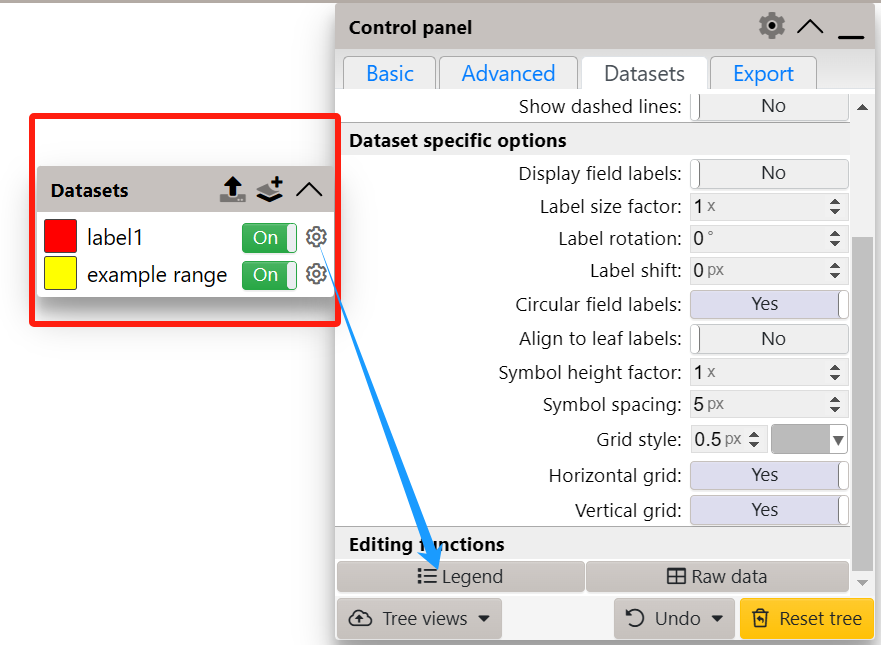 Control panel
Basic Advanced Datasets Export
Show dashed lines: No
Dataset specific options
Display field labels: No
Label size factor: 1 x
Label rotation: 0 °
Label shift: 0 px
Circular field labels: Yes
Align to leaf labels: No
Symbol height factor: 1 x
Symbol spacing: 5 px
Grid style: 0.5 px
Horizontal grid: Yes
Vertical grid: Yes
Editing functions
Legend Raw data
Tree views Undo Reset tree
Datasets
label1 On
example range On